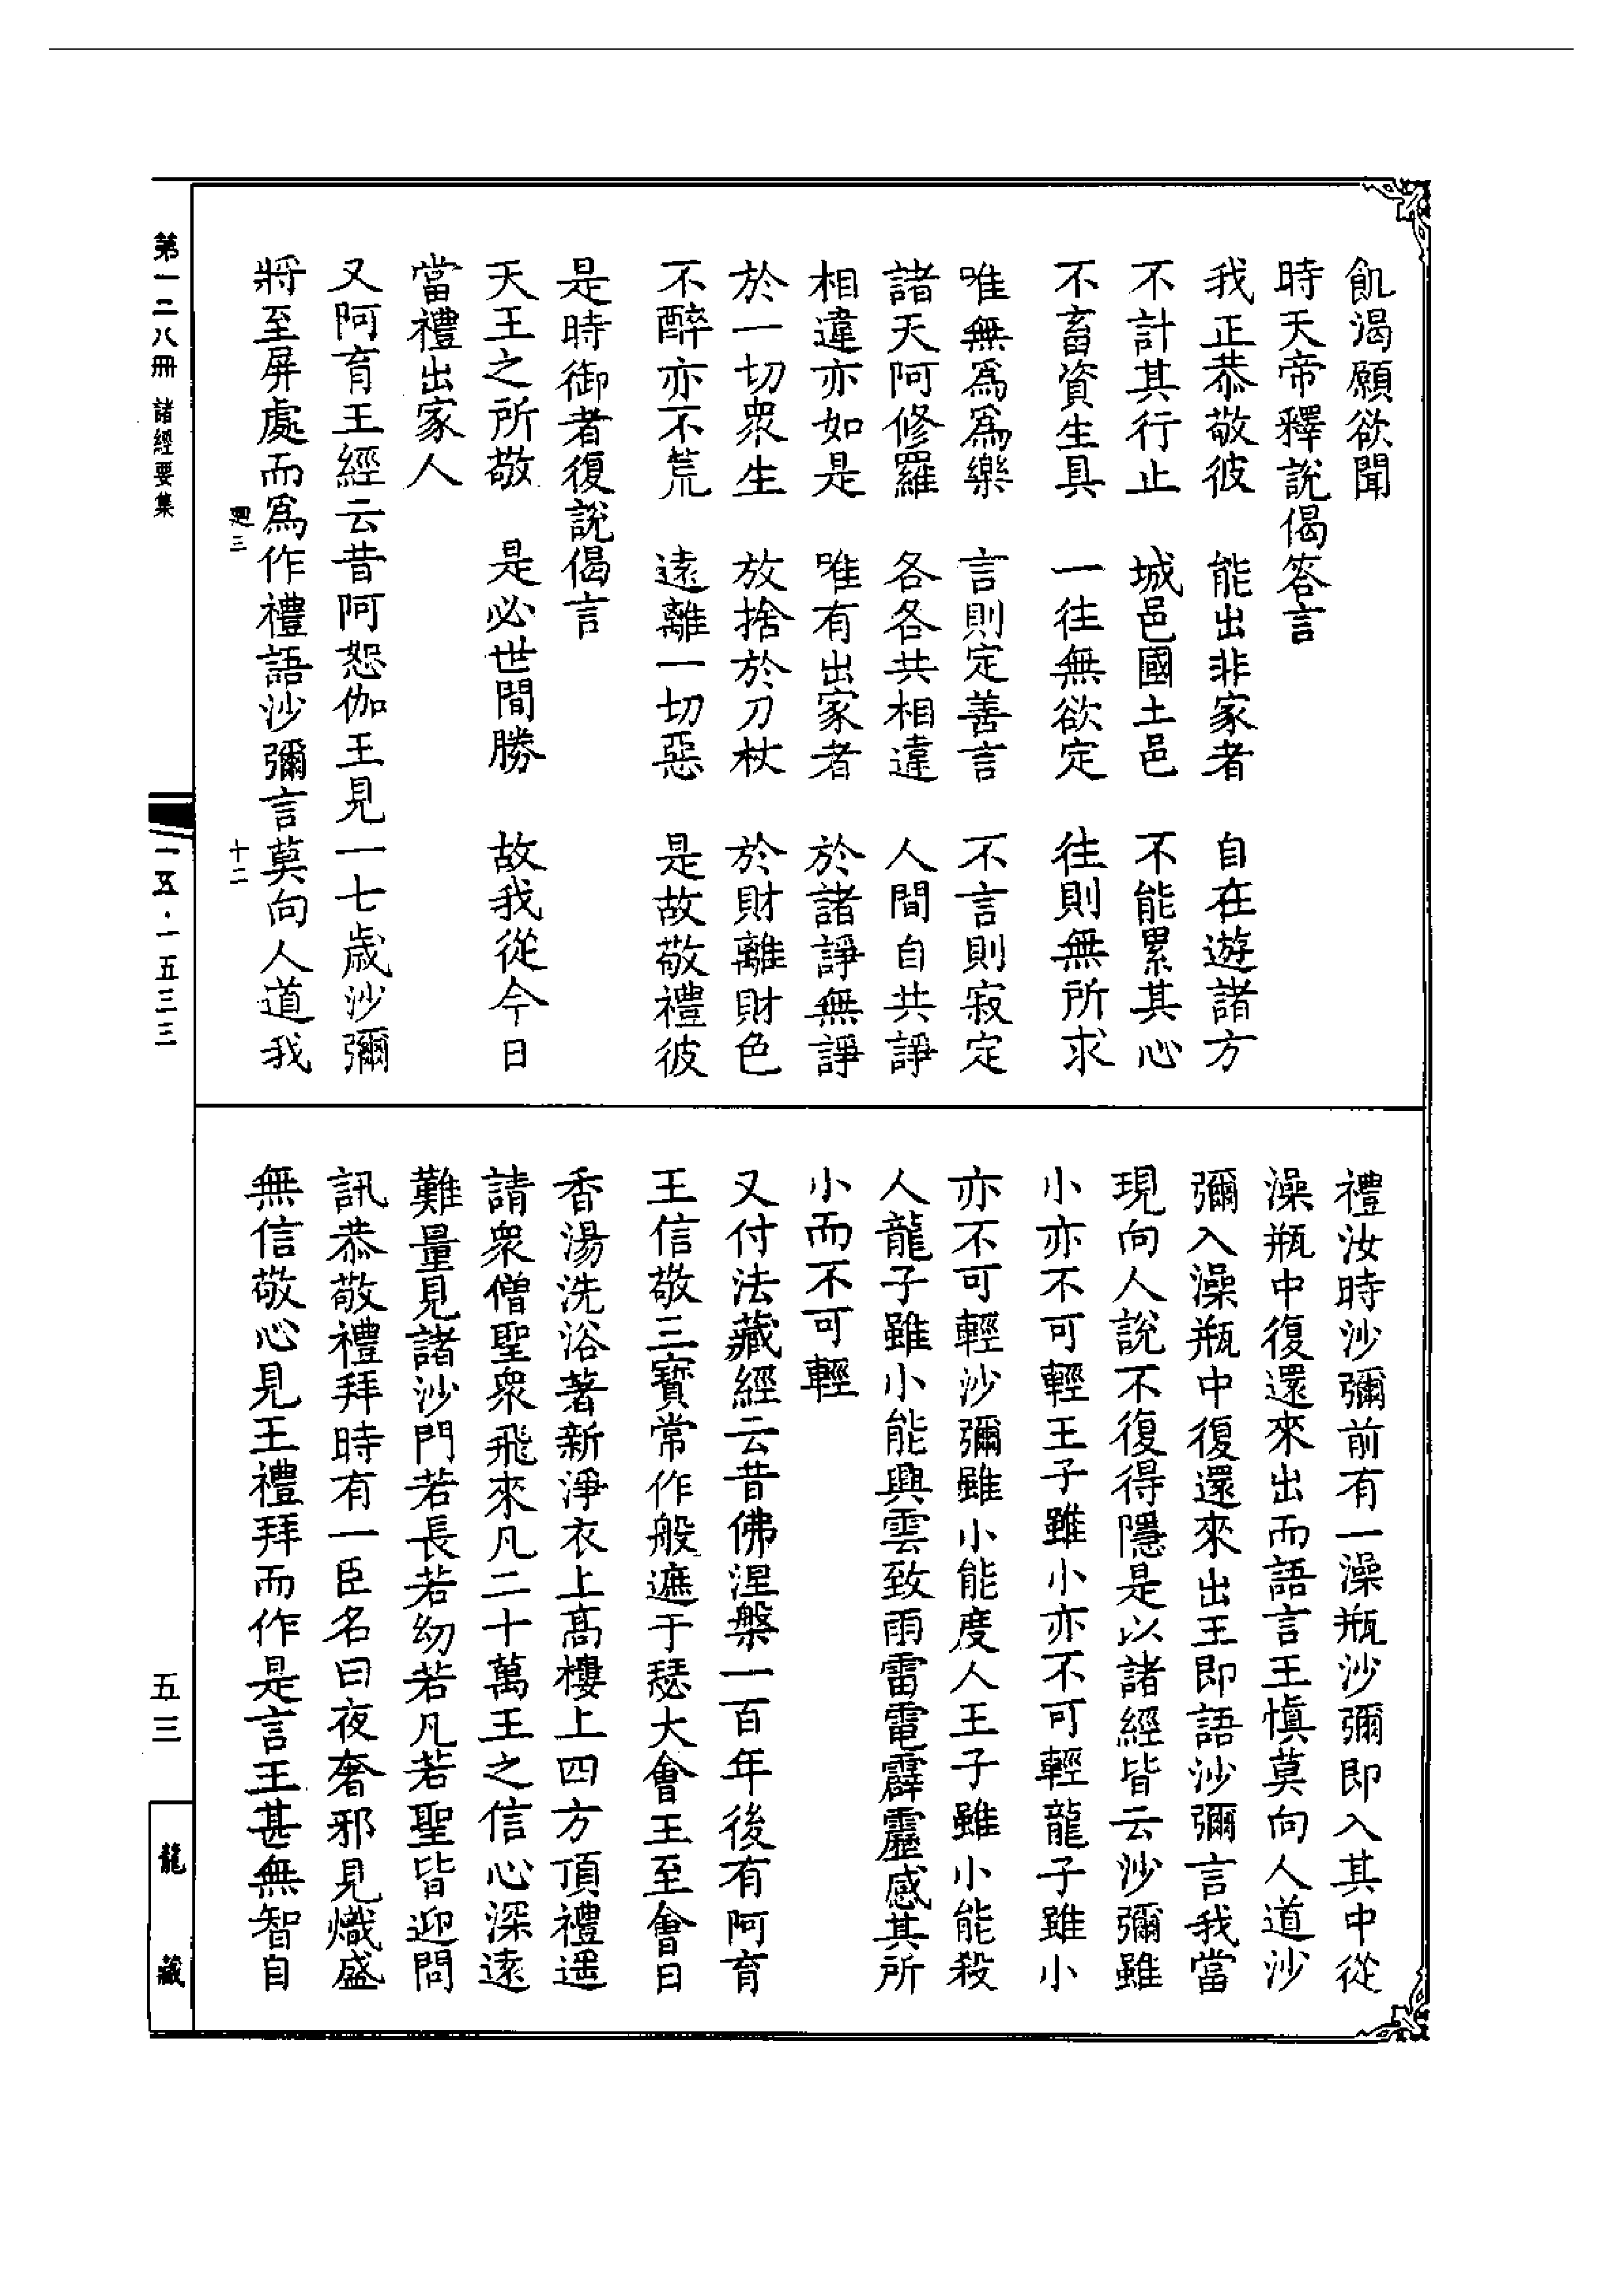 飢渴願欲聞
時天帝釋說偈答言
我正恭敬彼　能出非家者　自在遊諸方
不計其行止　城邑國土邑　不能累其心
不畜資生具　一往無欲定　往則無所求
唯無爲爲樂　言則定善言　不言則寂定
諸天阿修羅　各各共相違　人間自共諍
相違亦如是　唯有出家者　於諸諍無諍
於一切衆生　放捨於刀杖　於財離財色
不醉亦不荒　遠離一切惡　是故敬禮彼
是時御者復說偈言
天王之所敬　是必世間勝　故我從今日
當禮出家人
又阿育王經云昔阿恕伽王見一七歲沙彌
將至屏處而爲作禮語沙彌言莫向人道我
禮汝時沙彌前有一澡瓶沙彌即入其中從
澡瓶中復還來出而語言王慎莫向人道沙
彌入澡瓶中復還來出王即語沙彌言我當
現向人說不復得隱是以諸經皆云沙彌雖
小亦不可輕王子雖小亦不可輕龍子雖小
亦不可輕沙彌雖小能度人王子雖小能殺
人龍子雖小能興雲致雨雷電霹靂感其所
小而不可輕
又付法藏經云昔佛涅槃一百年後有阿育
王信敬三寶常作般遮于瑟大會王至會日
香湯洗浴著新淨衣上高樓上四方頂禮遥
請衆僧聖衆飛來凡二十萬王之信心深遠
難量見諸沙門若長若幼若凡若聖皆迎問
訊恭敬禮拜時有一臣名曰夜奢邪見熾盛
無信敬心見王禮拜而作是言王甚無智自
第一二八冊　諸經要集
三
十二
一五五・一五三三
五三
龍藏